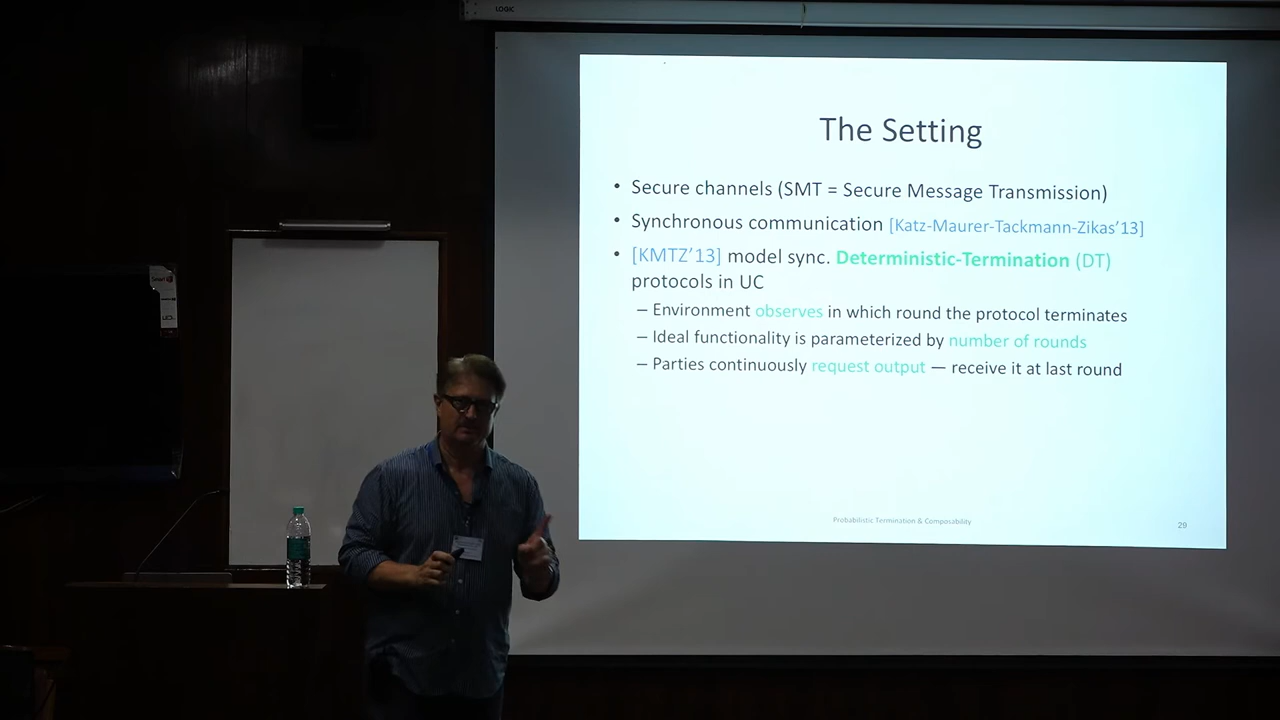 LOGIC
The Setting
• Secure channels (SMT = Secure Message Transmission)
• Synchronous communication [Katz-Maurer-Tackmann-Zikas’13]
• [KMTZ’13] model sync. Deterministic-Termination (DT)
protocols in UC
– Environment observes in which round the protocol terminates
– Ideal functionality is parameterized by number of rounds
– Parties continuously request output — receive it at last round
Probabilistic Termination & Composability
29